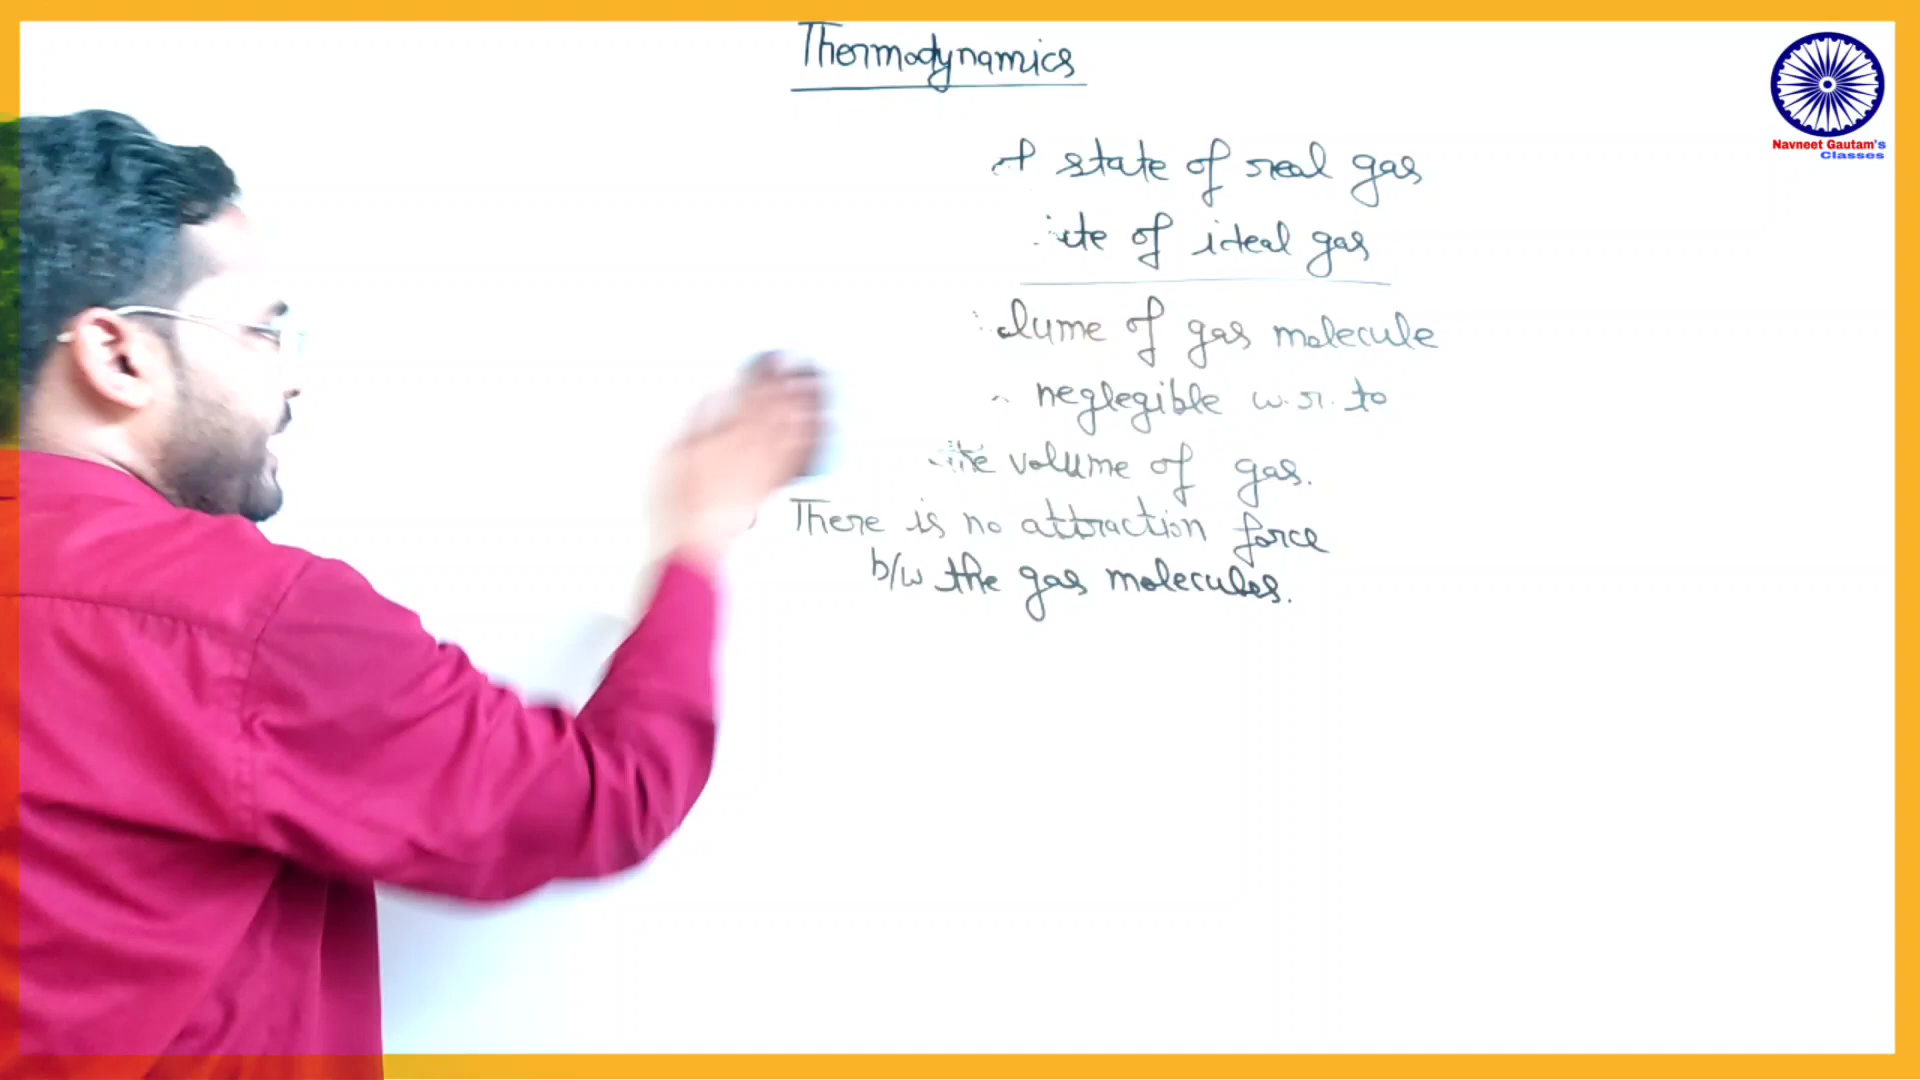 Thermodynamics
state of real gas
of ideal gas
of gas molecule
neglegible w.r. to
volume of gas.
There is no attraction force
b/w the gas molecules.
Navneet Gautam's
Classes